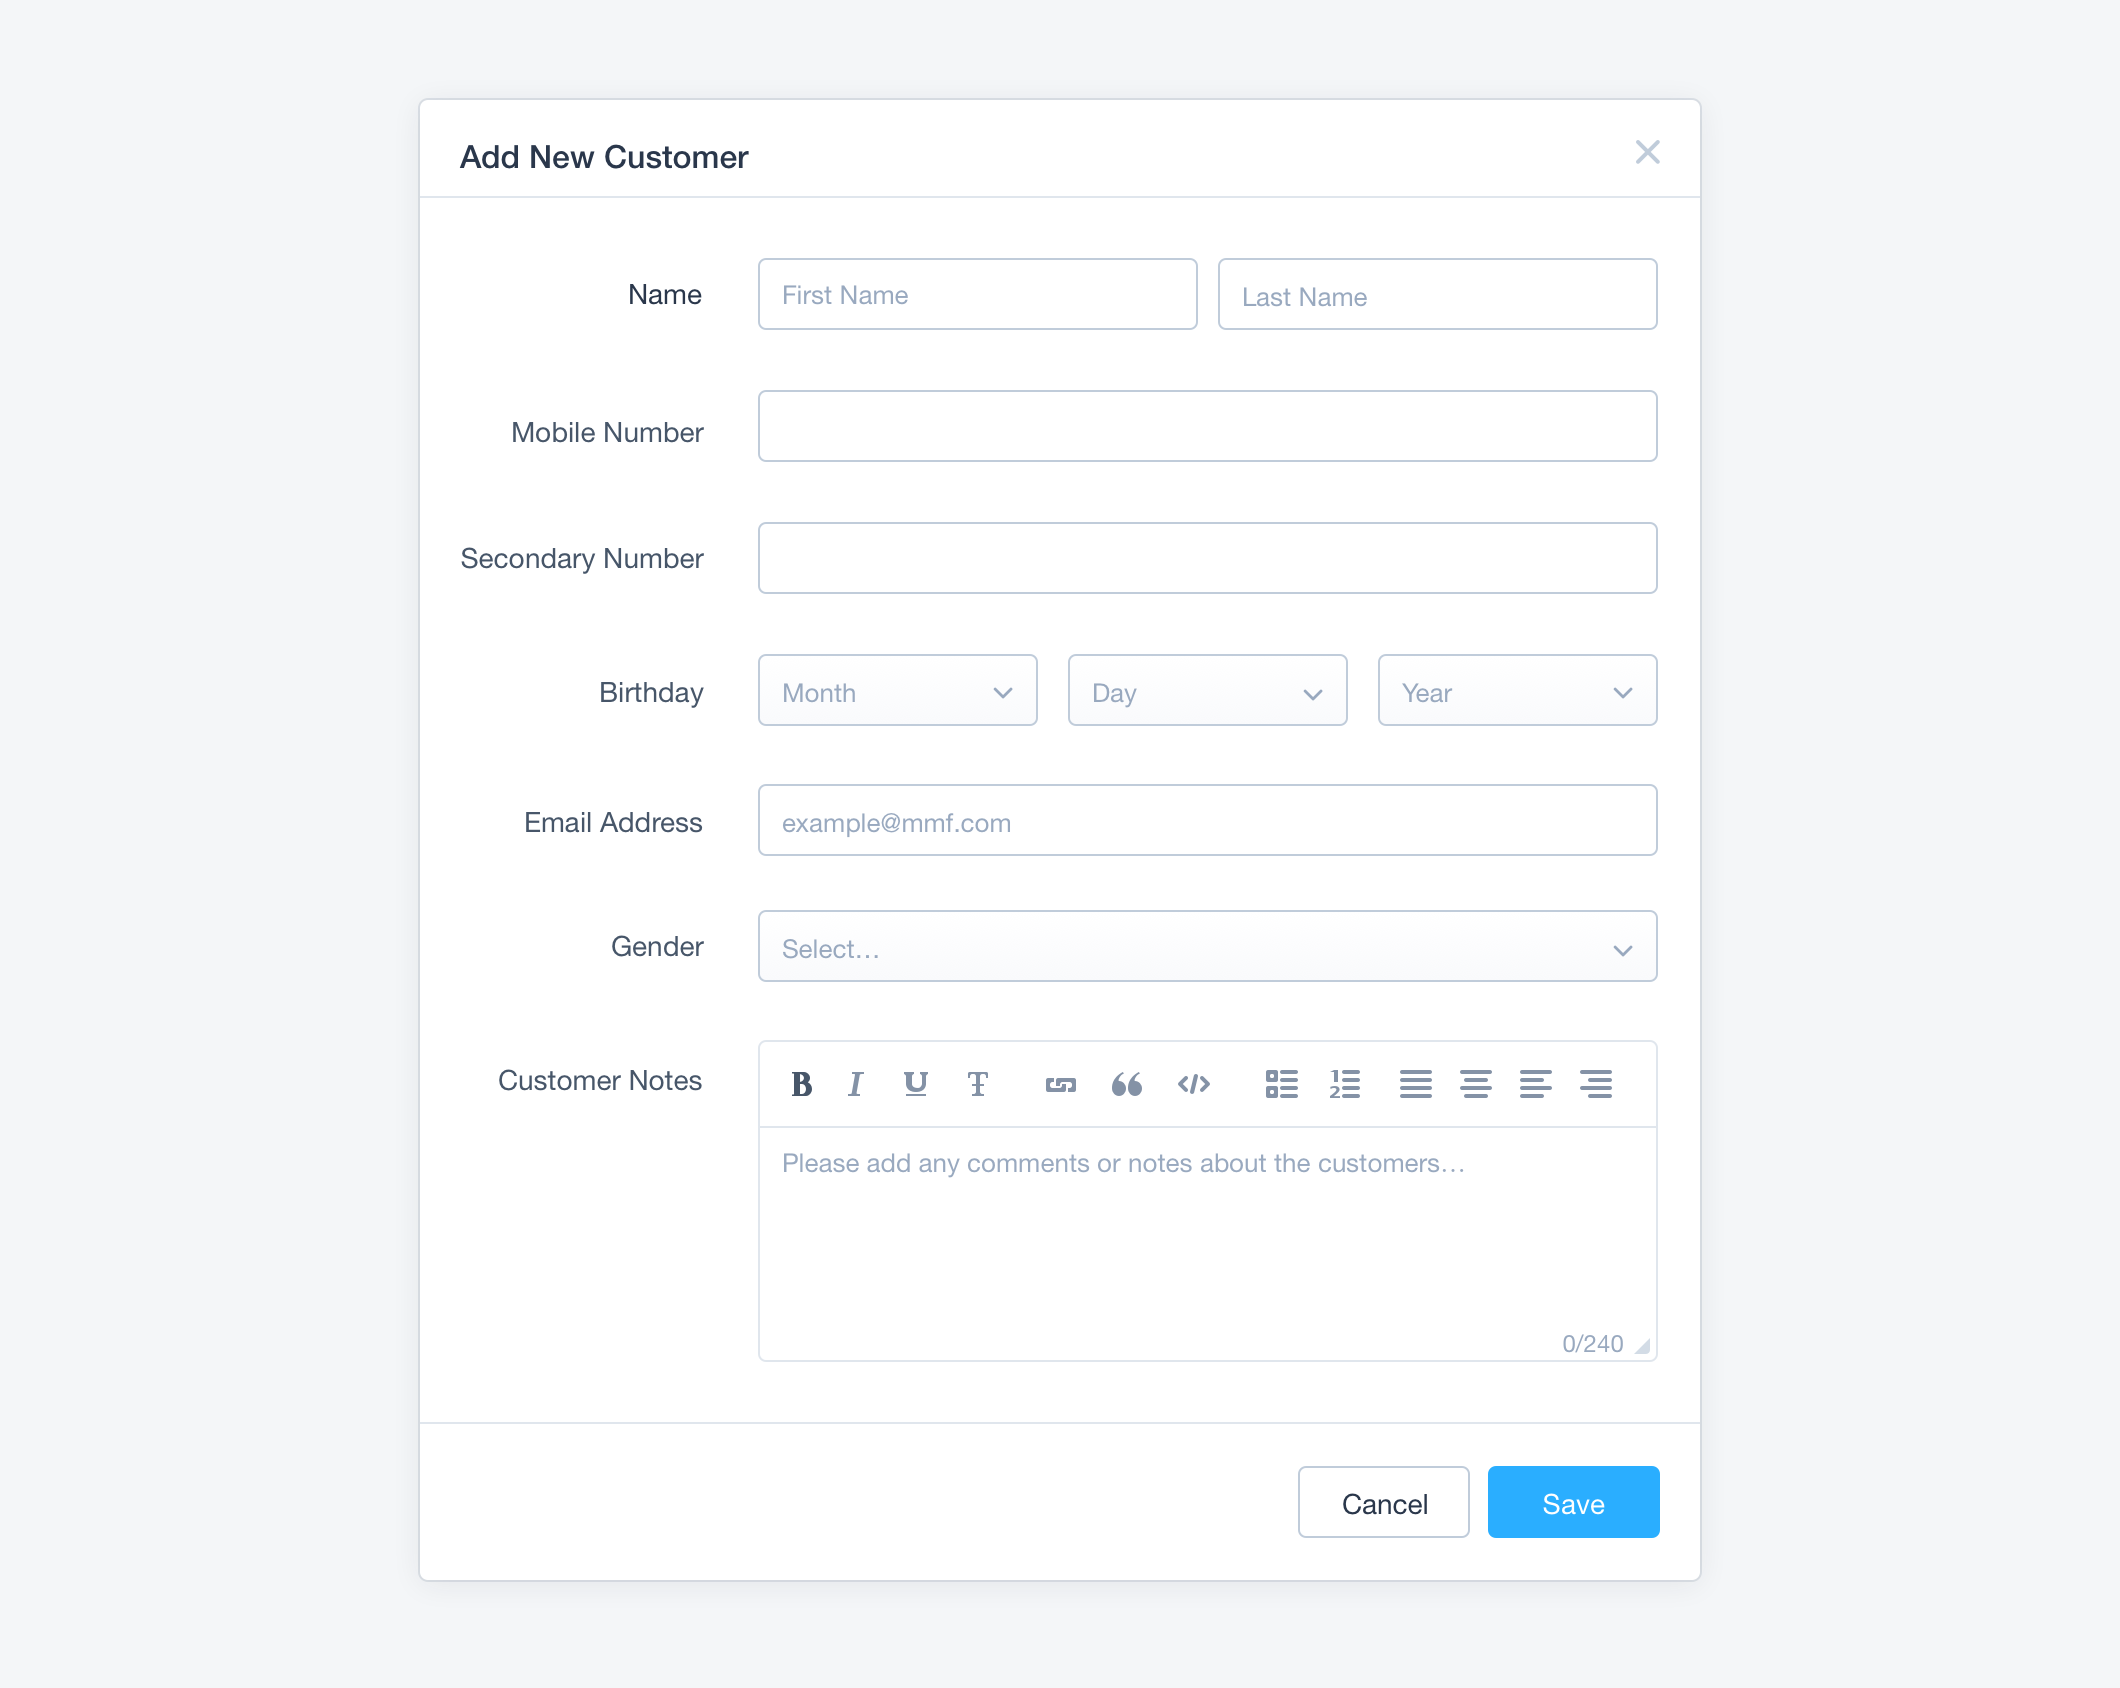 Add New Customer
Name
First Name
Last Name
Mobile Number
Secondary Number
Birthday
Month
Day
Year
Email Address
example@mmf.com
Gender
Select...
Customer Notes
B I U T
1
2
Please add any comments or notes about the customers...
0/240
Cancel
Save